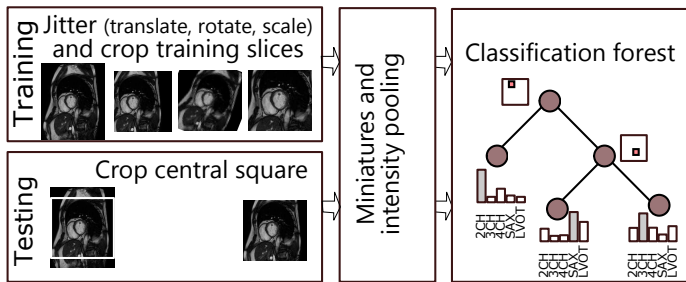 Training
Jitter (translate, rotate, scale)
and crop training slices
Testing
Crop central square
Miniatures and
intensity pooling
Classification forest
2CH
3CH
4CH
SAX
LVOT
2CH
3CH
4CH
SAX
LVOT
2CH
3CH
4CH
SAX
LVOT